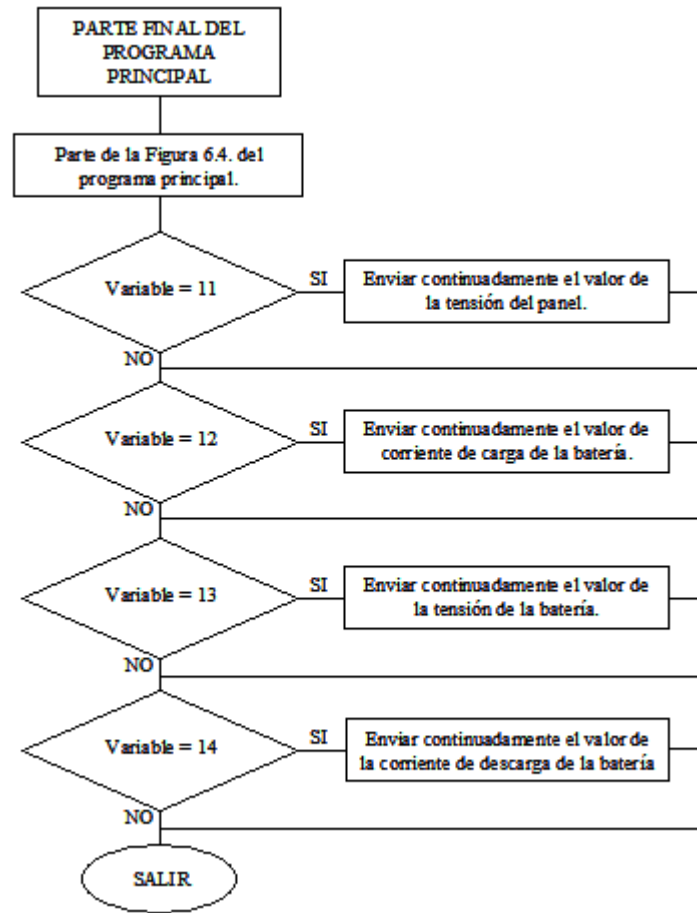 PARTE FINAL DEL
PROGRAMA
PRINCIPAL
Parte de la Figura 6.4. del
programa principal.
Variable = 11
SI
Enviar continuadamente el valor de
la tensión del panel.
NO
Variable = 12
SI
Enviar continuadamente el valor de
corriente de carga de la batería.
NO
Variable = 13
SI
Enviar continuadamente el valor de
la tensión de la batería.
NO
Variable = 14
SI
Enviar continuadamente el valor de
la corriente de descarga de la batería
NO
SALIR